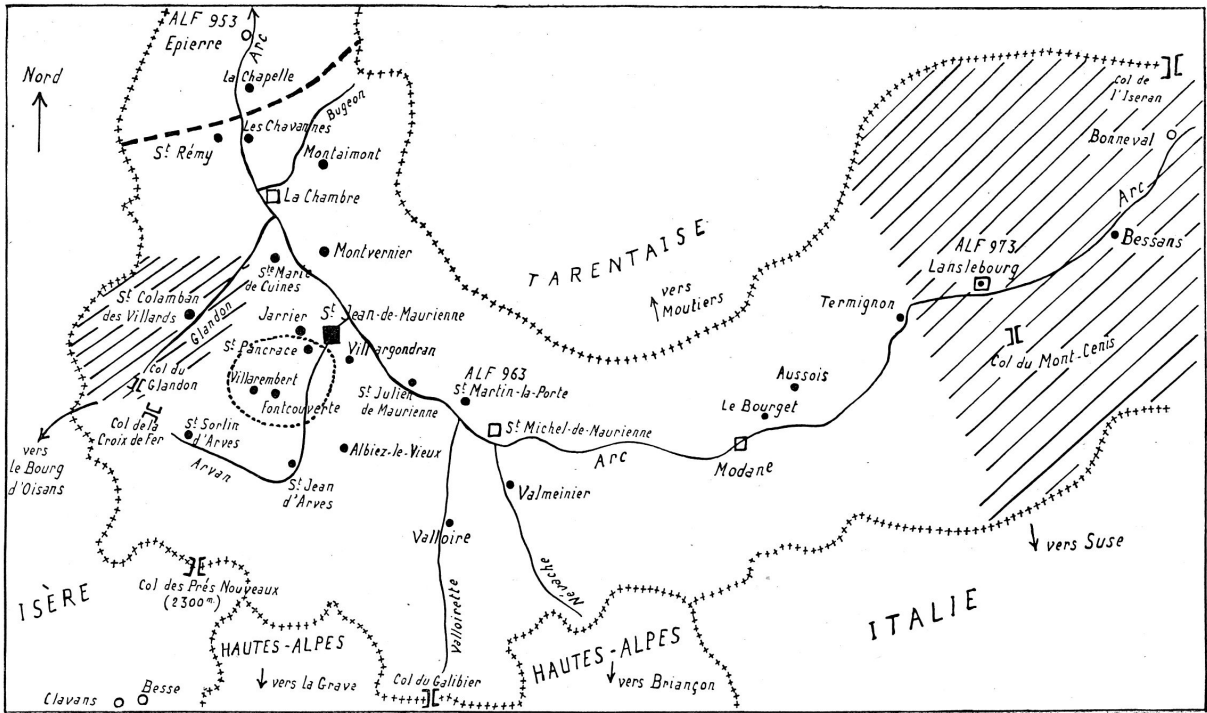 ALF 953
Epierre
Arc
Nord
La Chapelle
Col de
l'Iseran
Bugeon
Les Chavannes
St Rémy
Montaimont
Bonneval
La Chambre
Arc
Bessans
ALF 973
Lanslebourg
Montvernier
Ste Marie
de Cuines
TARENTAISE
vers
Moutiers
St Colamban
des Villards
Glandon
Jarrier
St Jean-de-Maurienne
Termignon
St Pancrace
Villargondran
Col du Mont-Cenis
Col du
Glandon
Villarembert
Fontcouverte
St Julien
de Maurienne
ALF 963
St Martin-la-Porte
Aussois
Le Bourget
Col de la
Croix de Fer
St Sorlin
d'Arves
St Michel-de-Maurienne
vers
le Bourg
d'Oisans
Arvan
Albiez-le-Vieux
Arc
Modane
St Jean
d'Arves
Valmeinier
Valloire
vers Suse
Neuvache
Col des Prés Nouveaux
(2300m.)
ISÈRE
Valloirette
ITALIE
HAUTES-ALPES
HAUTES-ALPES
vers la Grave
Col du Galibier
vers Briançon
Clavans
Besse